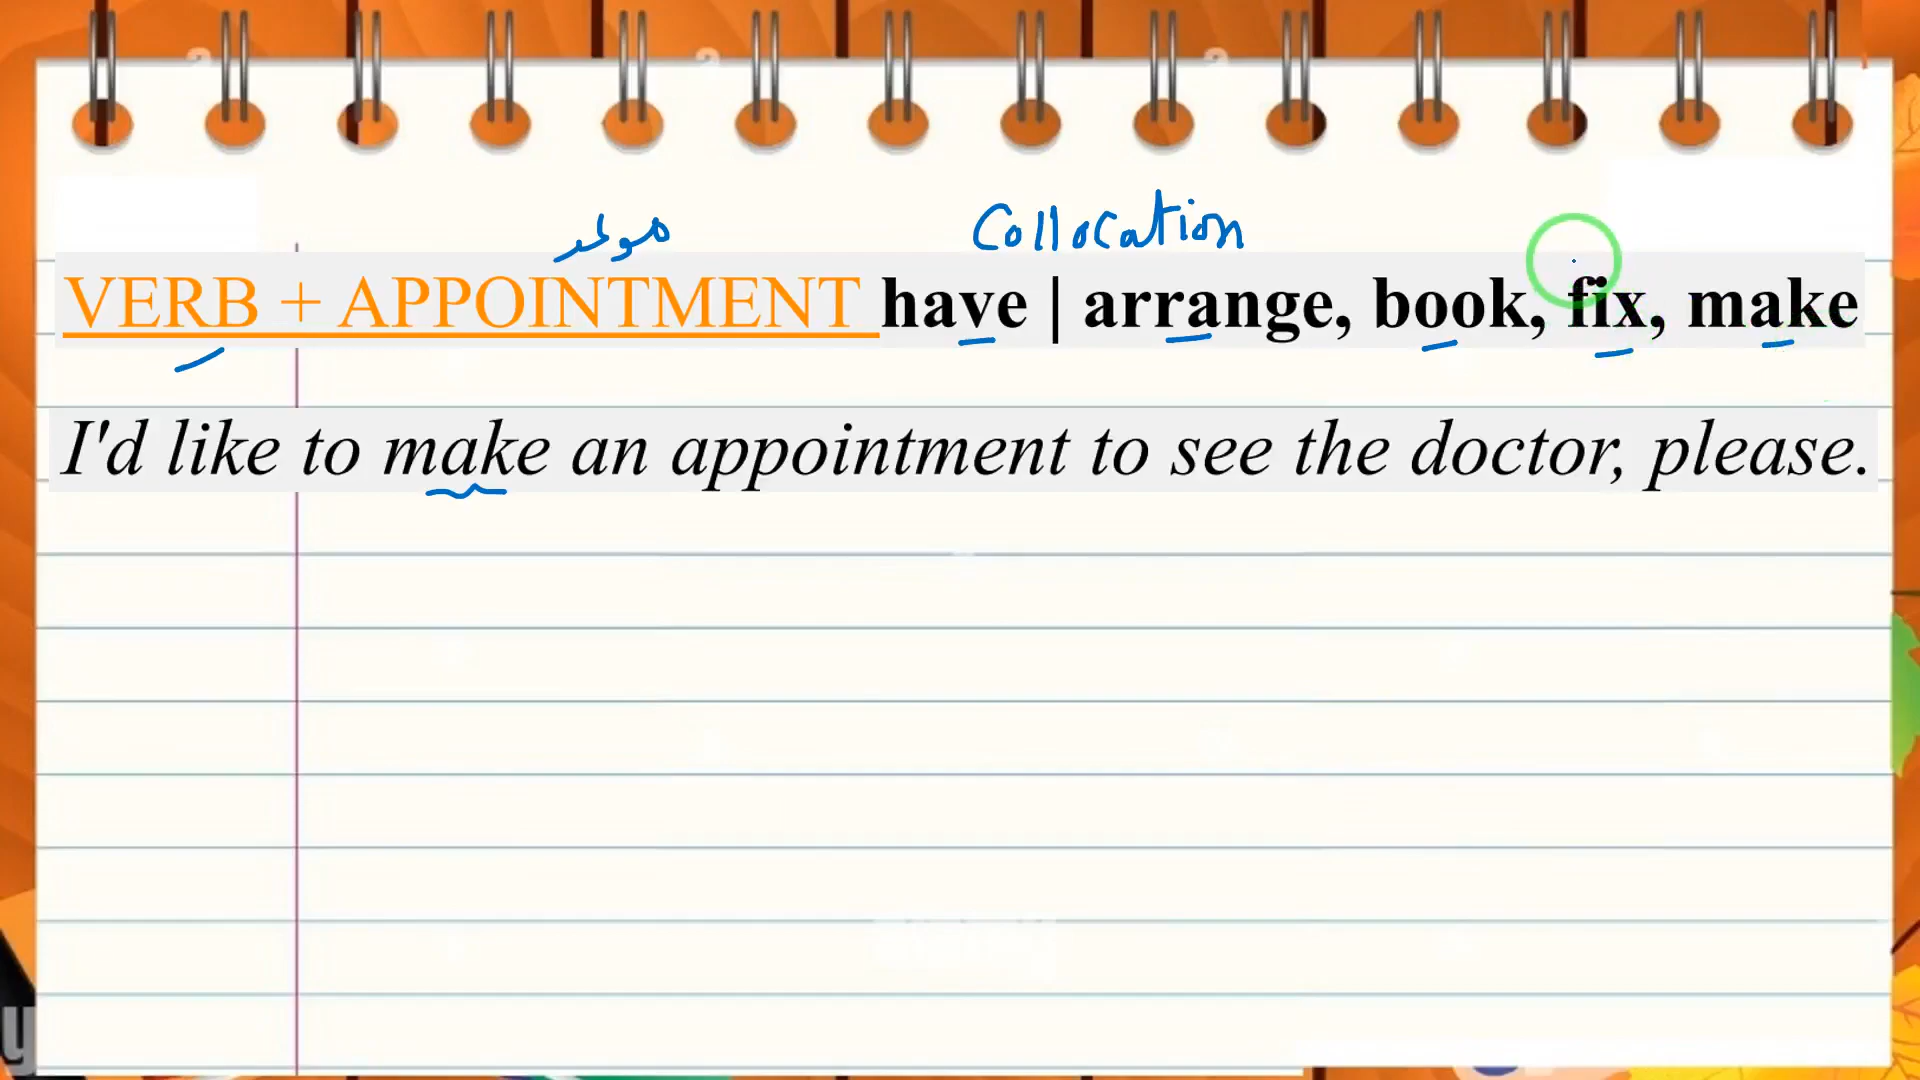 موعد Collocation
VERB + APPOINTMENT have | arrange, book, fix, make
I'd like to make an appointment to see the doctor, please.
y